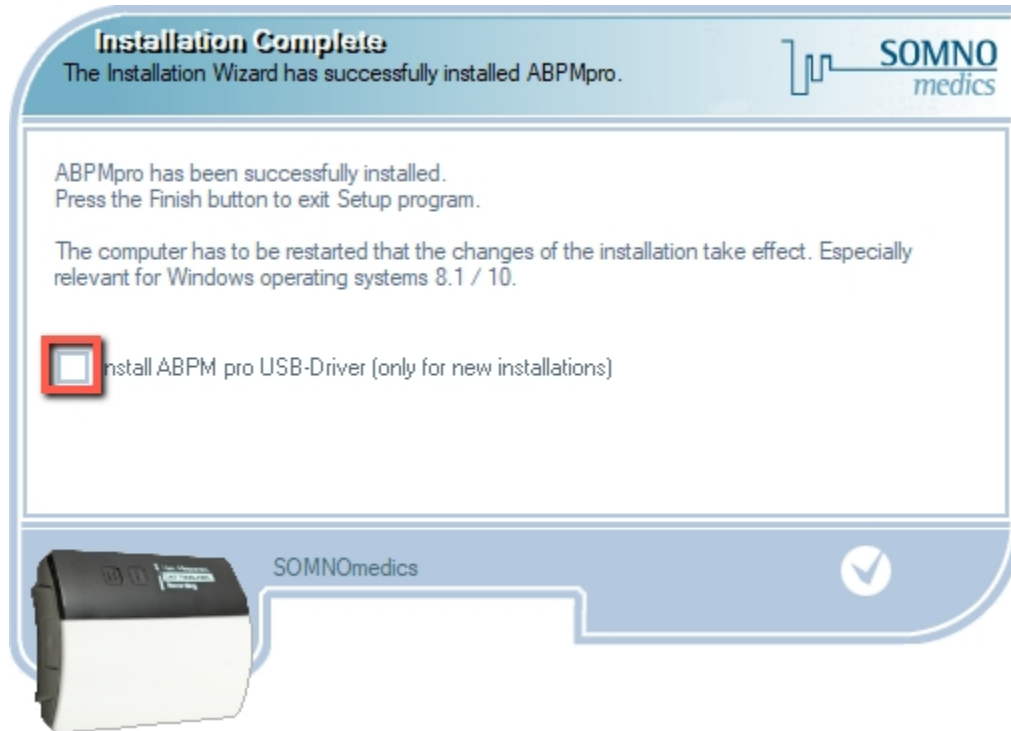 Installation Complete
The Installation Wizard has successfully installed ABPMpro.
SOMNO
medics
ABPMpro has been successfully installed.
Press the Finish button to exit Setup program.
The computer has to be restarted that the changes of the installation take effect. Especially
relevant for Windows operating systems 8.1 / 10.
nstall ABPM pro USB-Driver (only for new installations)
SOMNOmedics